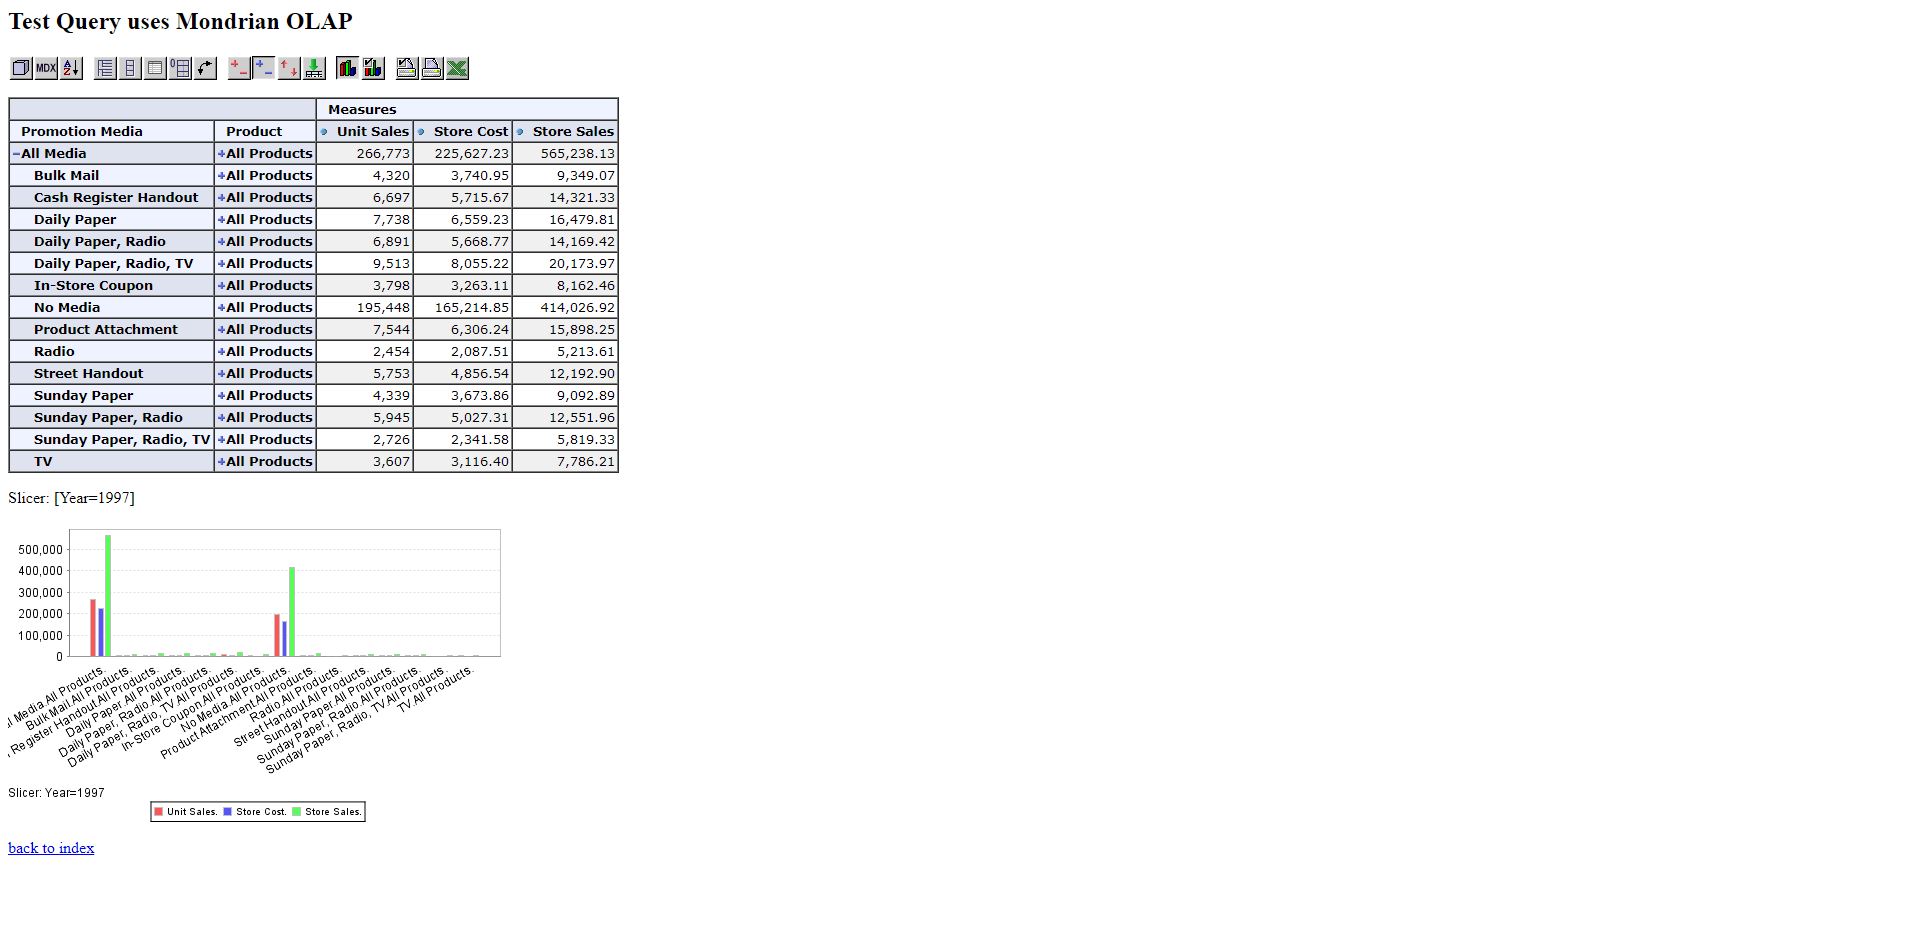 Test Query uses Mondrian OLAP
MDX
Measures
Promotion Media Product Unit Sales Store Cost Store Sales
All Media All Products 266,773 225,627.23 565,238.13
Bulk Mail All Products 4,320 3,740.95 9,349.07
Cash Register Handout All Products 6,697 5,715.67 14,321.33
Daily Paper All Products 7,738 6,559.23 16,479.81
Daily Paper, Radio All Products 6,891 5,668.77 14,169.42
Daily Paper, Radio, TV All Products 9,513 8,055.22 20,173.97
In-Store Coupon All Products 3,798 3,263.11 8,162.46
No Media All Products 195,448 165,214.85 414,026.92
Product Attachment All Products 7,544 6,306.24 15,898.25
Radio All Products 2,454 2,087.51 5,213.61
Street Handout All Products 5,753 4,856.54 12,192.90
Sunday Paper All Products 4,339 3,673.86 9,092.89
Sunday Paper, Radio All Products 5,945 5,027.31 12,551.96
Sunday Paper, Radio, TV All Products 2,726 2,341.58 5,819.33
TV All Products 3,607 3,116.40 7,786.21
Slicer: [Year=1997]
500,000
400,000
300,000
200,000
100,000
0
Media.All Products.
Bulk Mail.All Products.
Register Handout.All Products.
Daily Paper.All Products.
Daily Paper, Radio.All Products.
Daily Paper, Radio, TV.All Products.
In-Store Coupon.All Products.
No Media.All Products.
Product Attachment.All Products.
Radio.All Products.
Street Handout.All Products.
Sunday Paper.All Products.
Sunday Paper, Radio.All Products.
Sunday Paper, Radio, TV.All Products.
TV.All Products.
Slicer: Year=1997
Unit Sales. Store Cost. Store Sales.
back to index